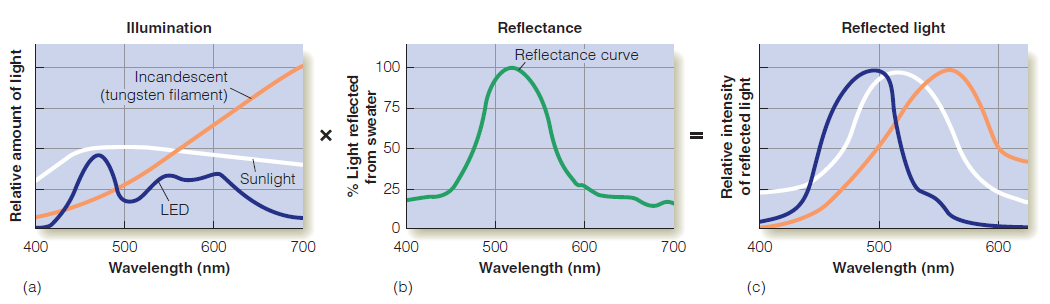 Illumination
Relative amount of light
Incandescent
(tungsten filament)
Sunlight
LED
400 500 600 700
Wavelength (nm)
(a)
×
Reflectance
% Light reflected
from sweater
100
75
50
25
0
Reflectance curve
400 500 600 700
Wavelength (nm)
(b)
=
Reflected light
Relative intensity
of reflected light
400 500 600
Wavelength (nm)
(c)